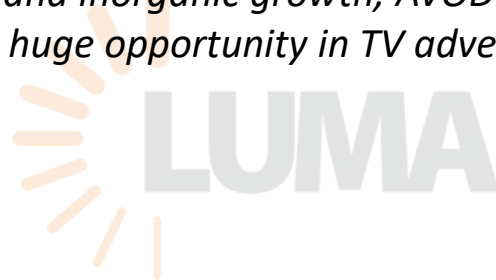 and inorganic growth, AVOD
huge opportunity in TV adve
LUMA